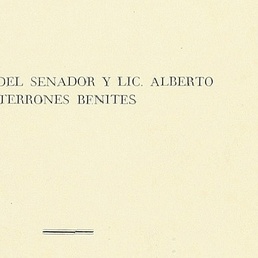 DEL SENADOR Y LIC. ALBERTO
TERRONES BENITES